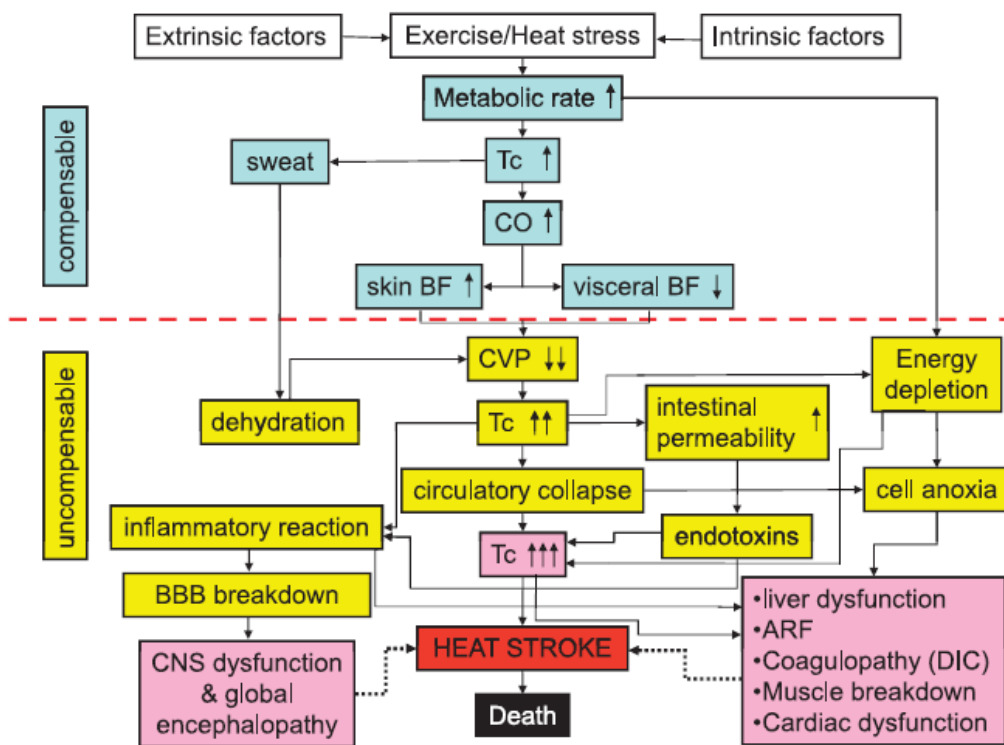 Extrinsic factors
Exercise/Heat stress
Intrinsic factors
Metabolic rate ↑
compensable
sweat
Tc ↑
CO ↑
skin BF ↑
visceral BF ↓
uncompensable
CVP ↓↓
Energy
depletion
dehydration
Tc ↑↑
intestinal
permeability ↑
circulatory collapse
cell anoxia
inflammatory reaction
Tc ↑↑↑
endotoxins
BBB breakdown
•liver dysfunction
•ARF
•Coagulopathy (DIC)
•Muscle breakdown
•Cardiac dysfunction
CNS dysfunction
& global
encephalopathy
HEAT STROKE
Death